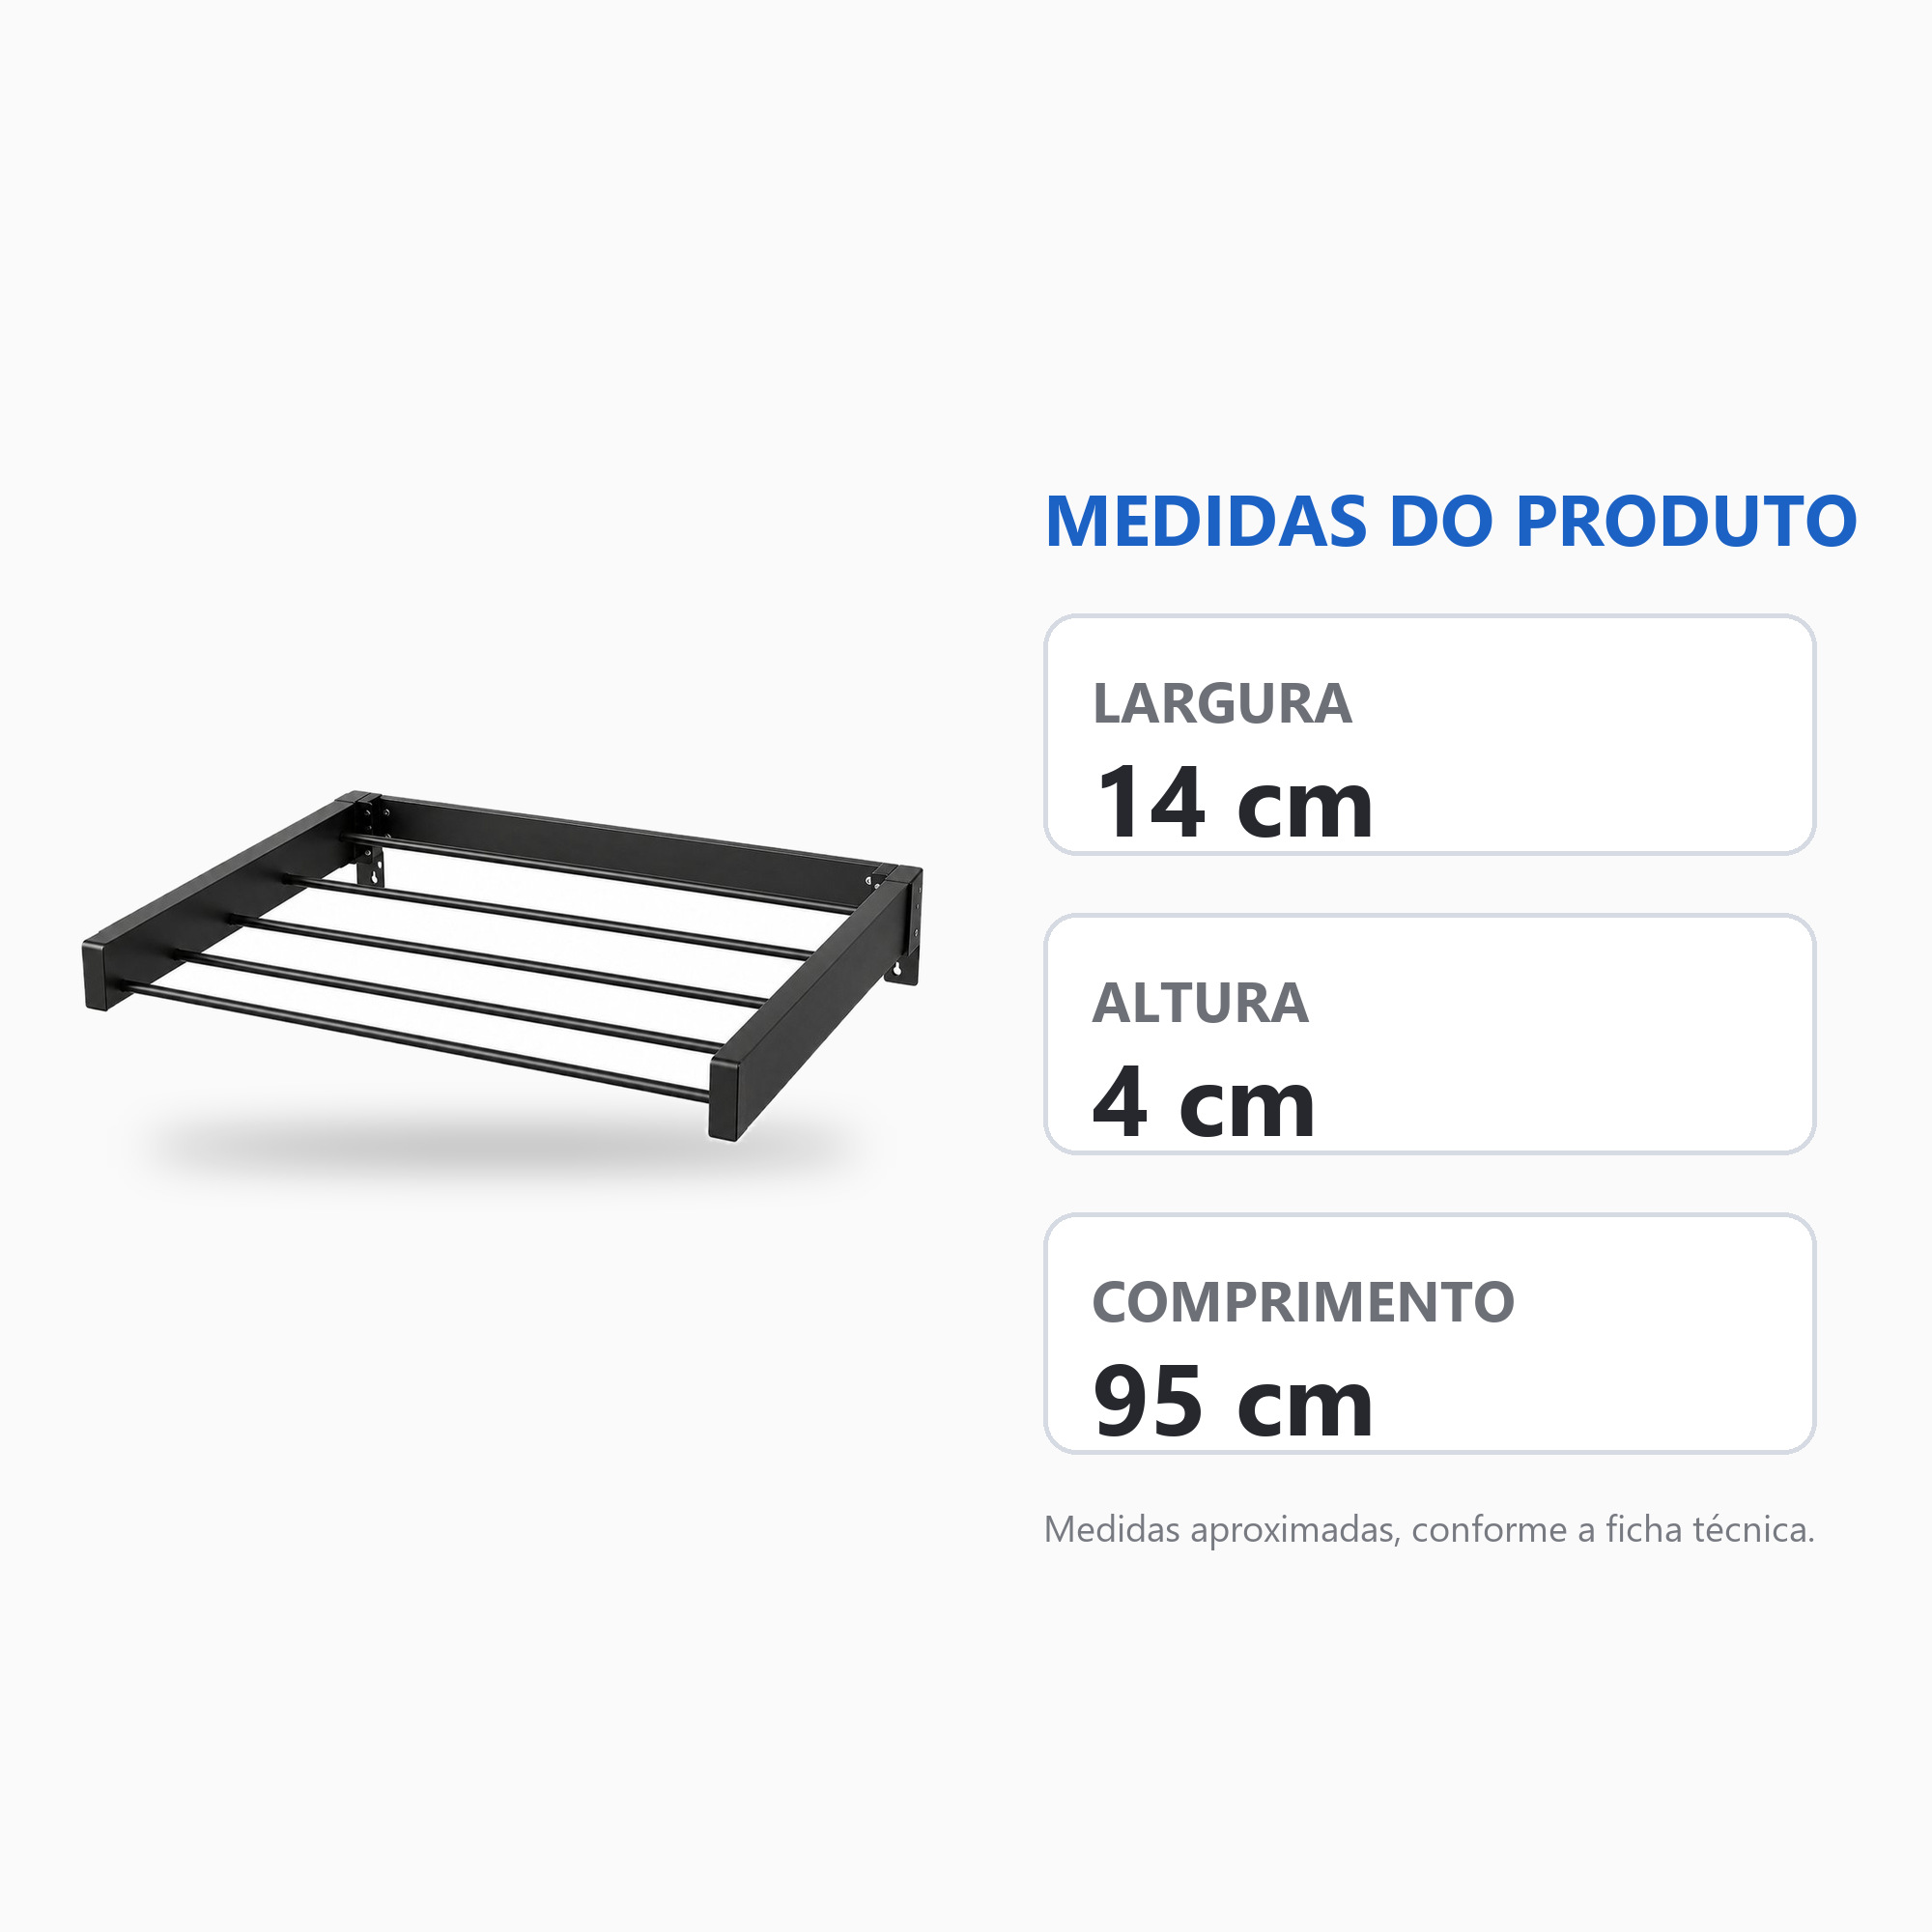 MEDIDAS DO PRODUTO
LARGURA
14 cm
ALTURA
4 cm
COMPRIMENTO
95 cm
Medidas aproximadas, conforme a ficha técnica.